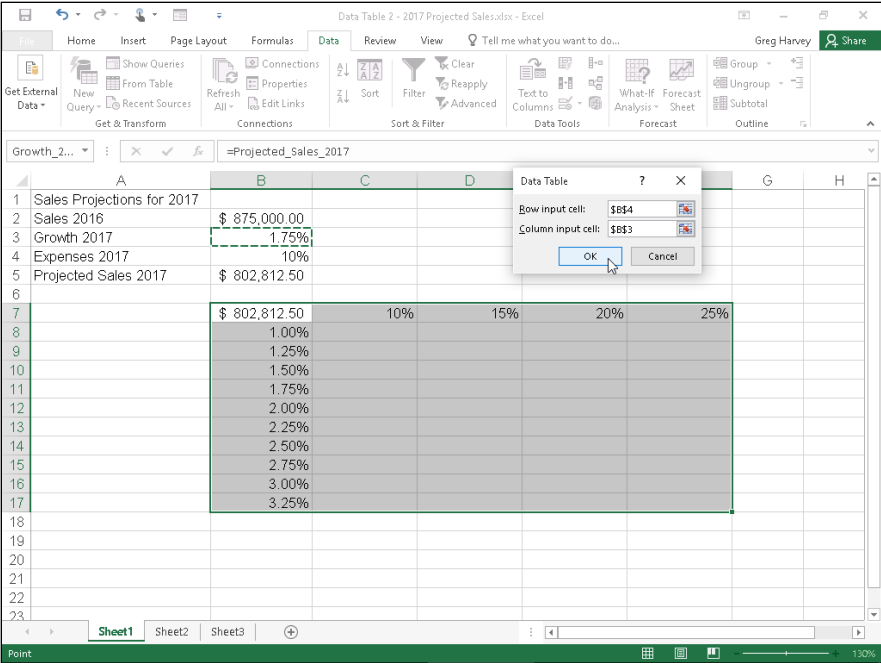 Data Table 2 - 2017 Projected Sales.xlsx - Excel
File Home Insert Page Layout Formulas Data Review View Tell me what you want to do... Greg Harvey Share
Get External Data
New Query
Show Queries
From Table
Recent Sources
Get & Transform
Refresh All
Connections
Properties
Edit Links
Connections
Sort
Filter
Clear
Reapply
Advanced
Sort & Filter
Text to Columns
Data Tools
What-If Analysis
Forecast Sheet
Forecast
Group
Ungroup
Subtotal
Outline
Growth_2... fx =Projected_Sales_2017
A B C D G H
1 Sales Projections for 2017
2 Sales 2016 $ 875,000.00
3 Growth 2017 1.75%
4 Expenses 2017 10%
5 Projected Sales 2017 $ 802,812.50
6
7 $ 802,812.50 10% 15% 20% 25%
8 1.00%
9 1.25%
10 1.50%
11 1.75%
12 2.00%
13 2.25%
14 2.50%
15 2.75%
16 3.00%
17 3.25%
18
19
20
21
22
23
Data Table ? X
Row input cell: $B$4
Column input cell: $B$3
OK Cancel
Sheet1 Sheet2 Sheet3
Point 130%